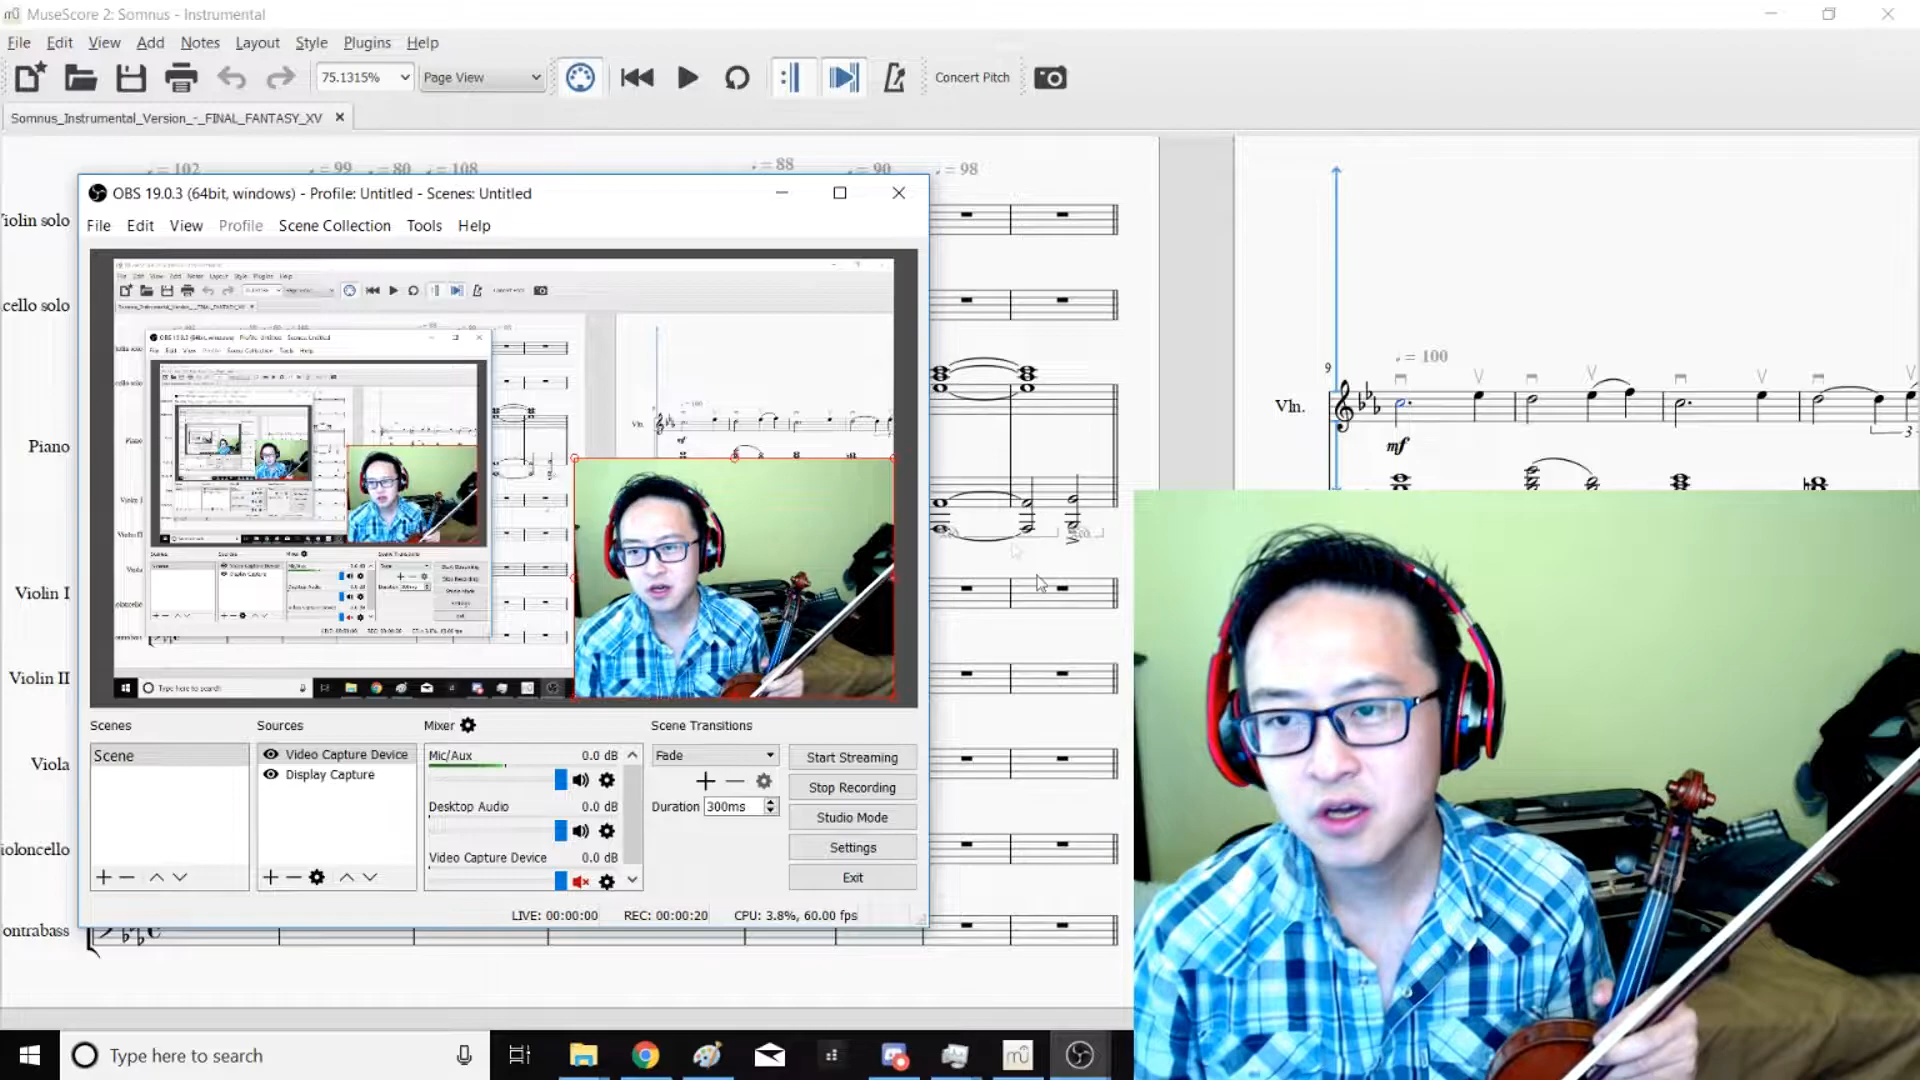 MuseScore 2: Somnus - Instrumental
File Edit View Add Notes Layout Style Plugins Help
75.1315% Page View Concert Pitch
Somnus_Instrumental_Version_-_FINAL_FANTASY_XV
= 102 = 99 = 80 = 108 = 88 = 90 = 98
OBS 19.0.3 (64bit, windows) - Profile: Untitled - Scenes: Untitled
File Edit View Profile Scene Collection Tools Help
iolin solo
cello solo
Piano
Violin I
Violin II
Viola
ioloncello
ontrabass
9
= 100
Vln.
mf
3
Type here to search
Scenes Sources Mixer Scene Transitions
Scene
Video Capture Device
Display Capture
Mic/Aux 0.0 dB
Desktop Audio 0.0 dB
Video Capture Device 0.0 dB
Fade
Duration 300ms
Start Streaming
Stop Recording
Studio Mode
Settings
Exit
LIVE: 00:00:00 REC: 00:00:20 CPU: 3.8%, 60.00 fps
Type here to search